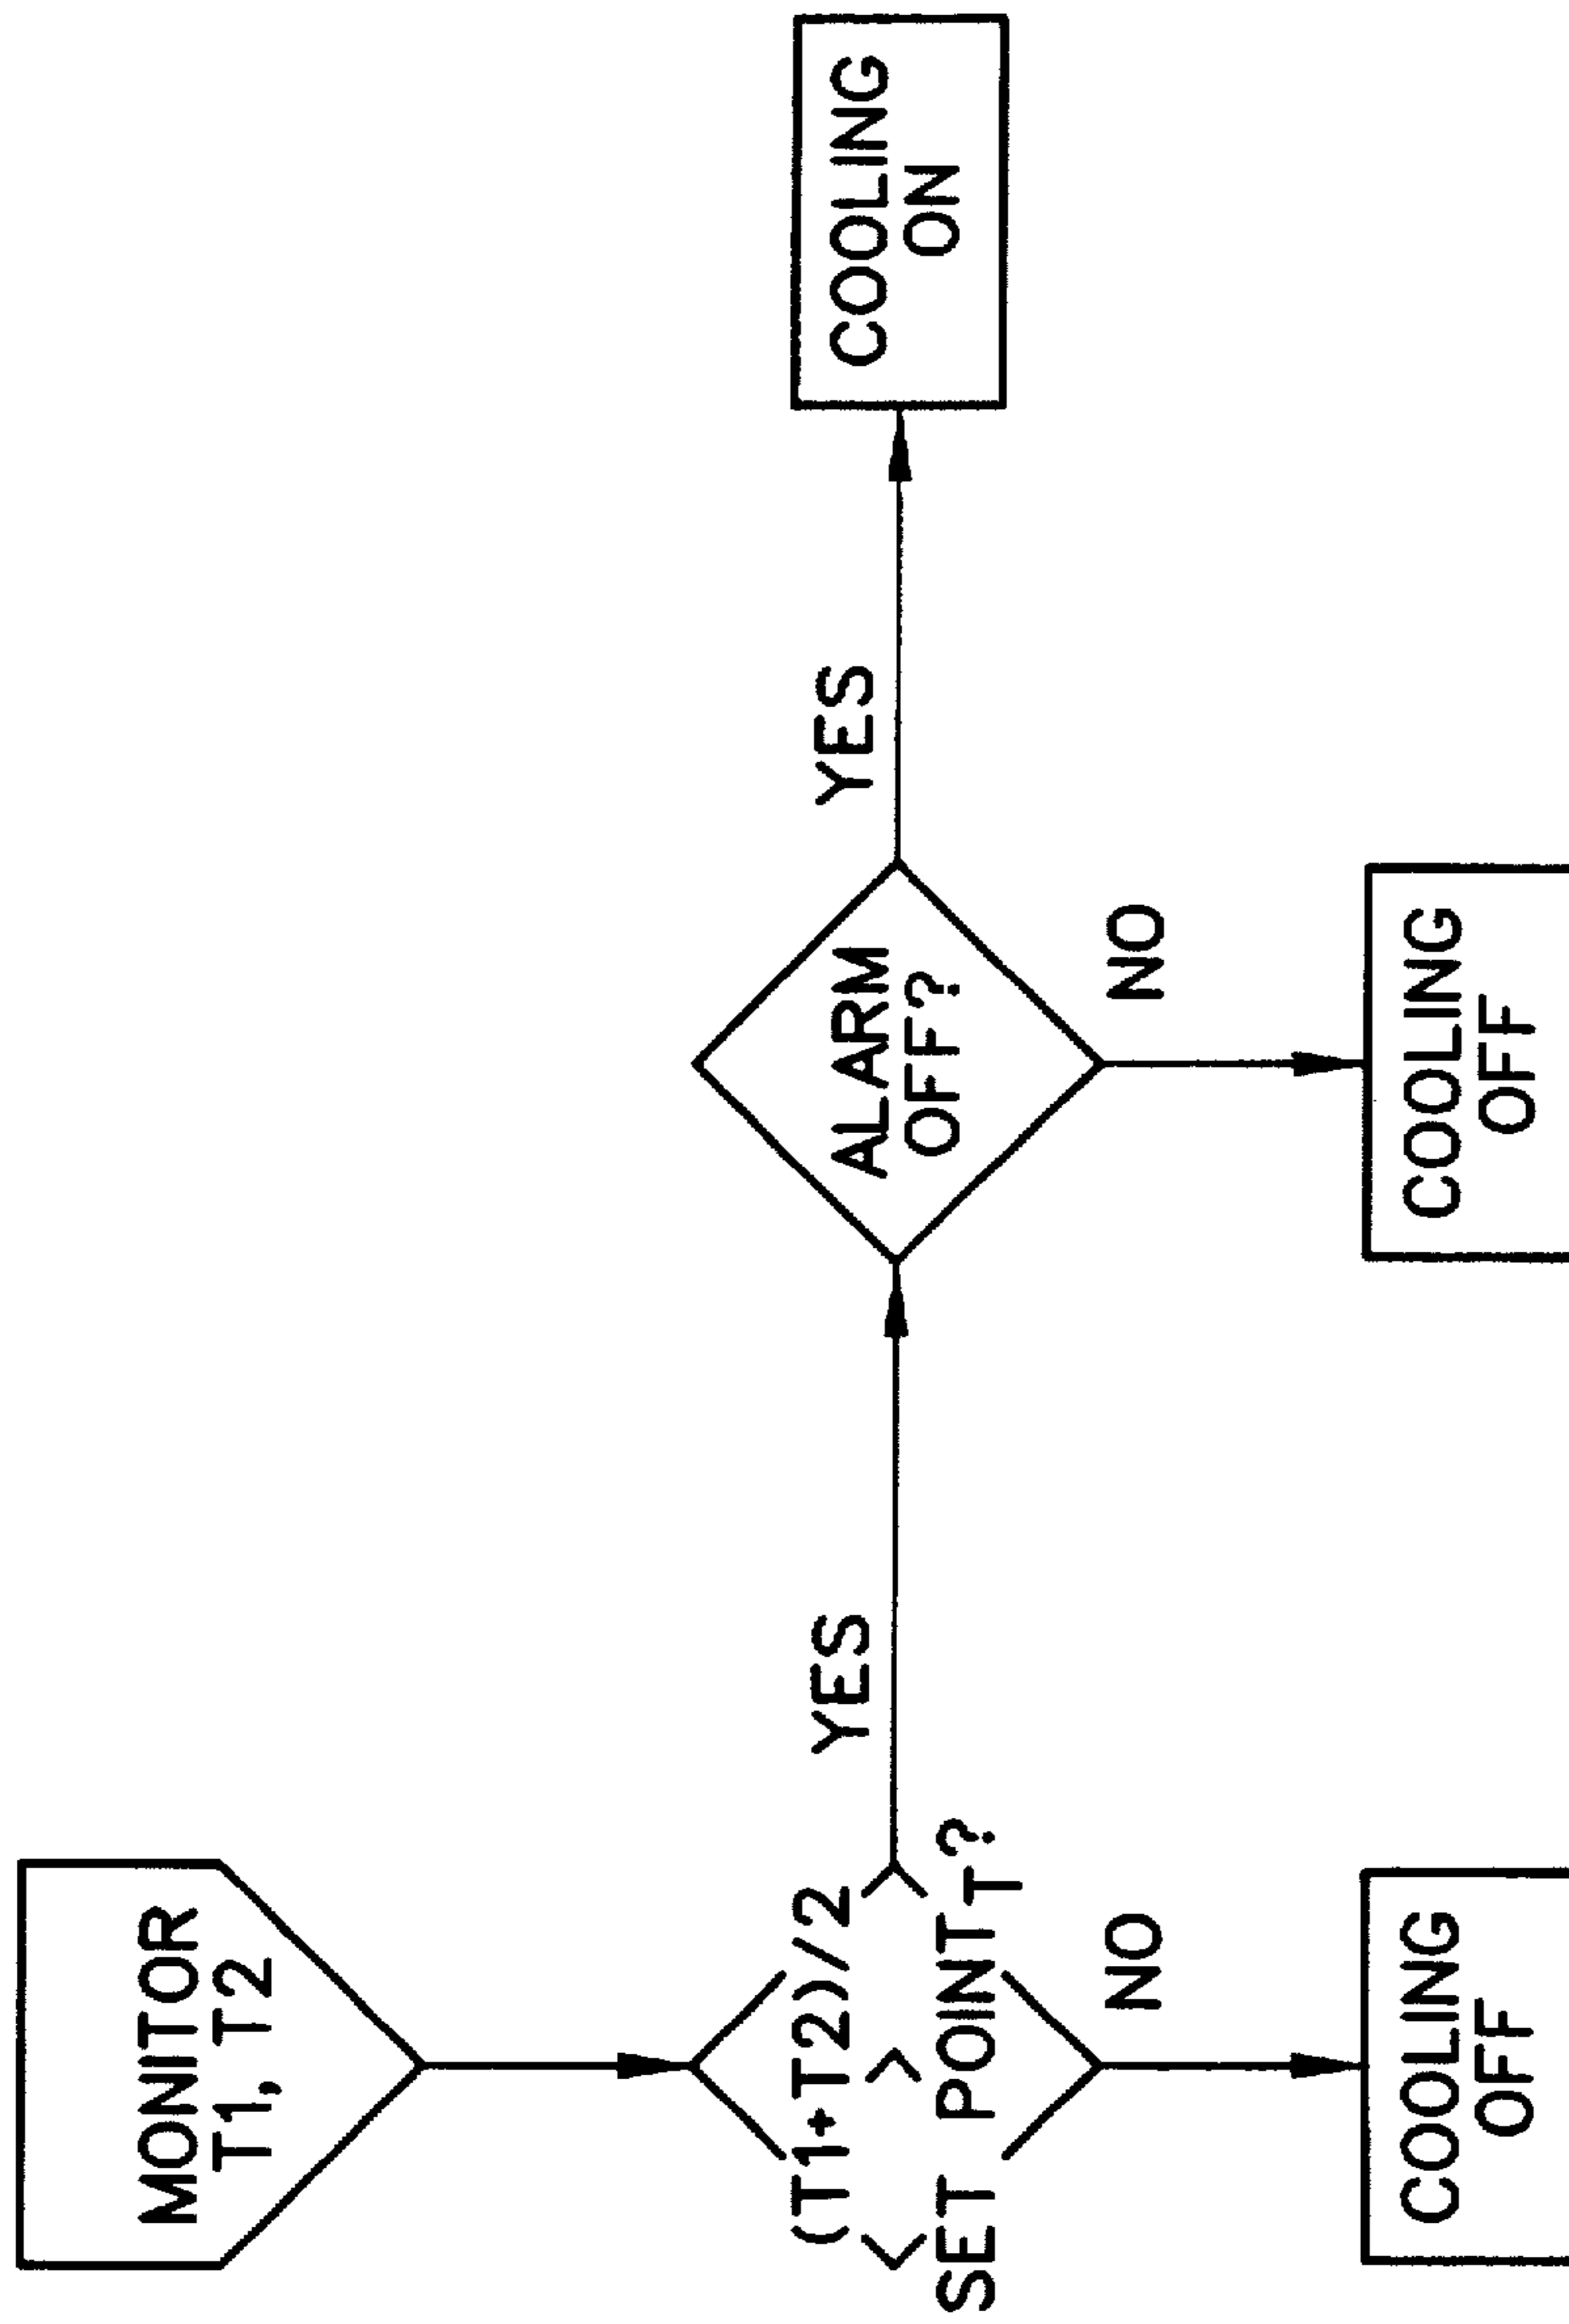 MONITOR
T1, T2
(T1+T2)/2
>
SET POINT T?
YES
NO
COOLING
OFF
ALARM
OFF?
YES
NO
COOLING
OFF
COOLING
ON